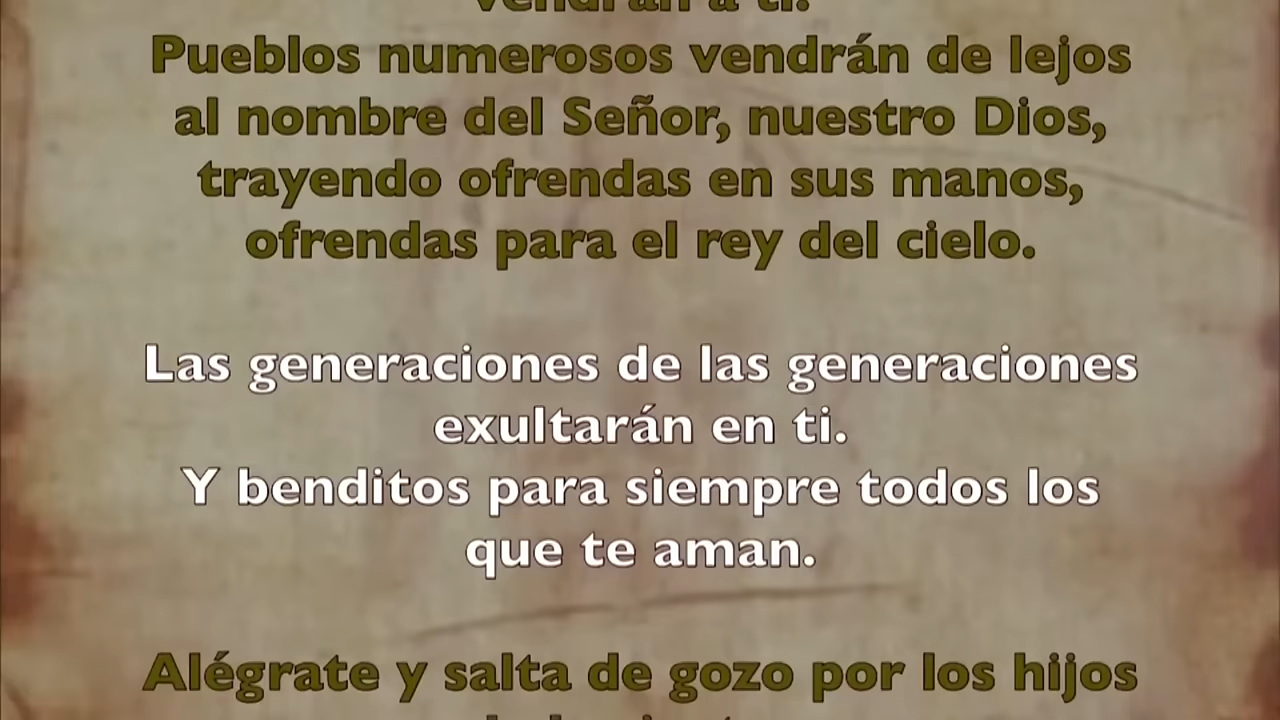 vendrán a ti.
Pueblos numerosos vendrán de lejos
al nombre del Señor, nuestro Dios,
trayendo ofrendas en sus manos,
ofrendas para el rey del cielo.
Las generaciones de las generaciones
exultarán en ti.
Y benditos para siempre todos los
que te aman.
Alégrate y salta de gozo por los hijos